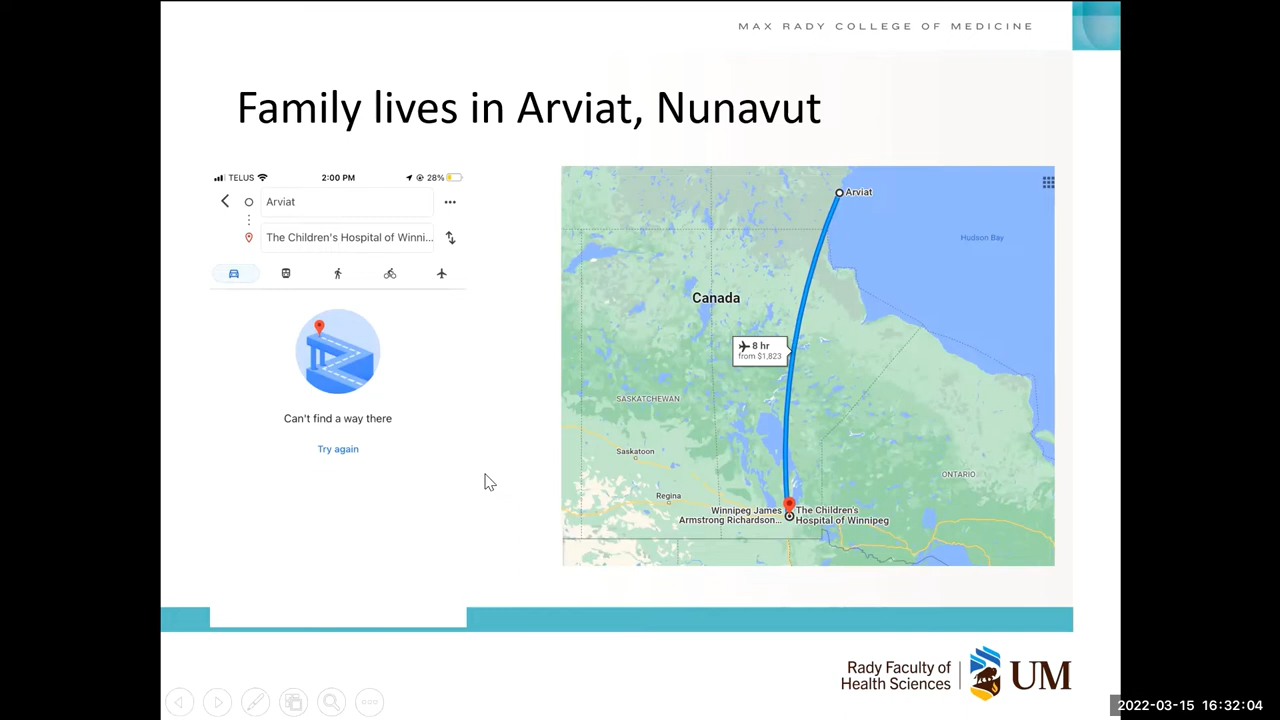 MAX RADY COLLEGE OF MEDICINE
Family lives in Arviat, Nunavut
TELUS
2:00 PM
28%
Arviat
The Children's Hospital of Winni...
Can't find a way there
Try again
Arviat
Hudson Bay
Canada
8 hr
from $1,823
SASKATCHEWAN
Saskatoon
Regina
ONTARIO
Winnipeg James
Armstrong Richardson...
The Children's
Hospital of Winnipeg
Rady Faculty of
Health Sciences
UM
2022-03-15 16:32:04